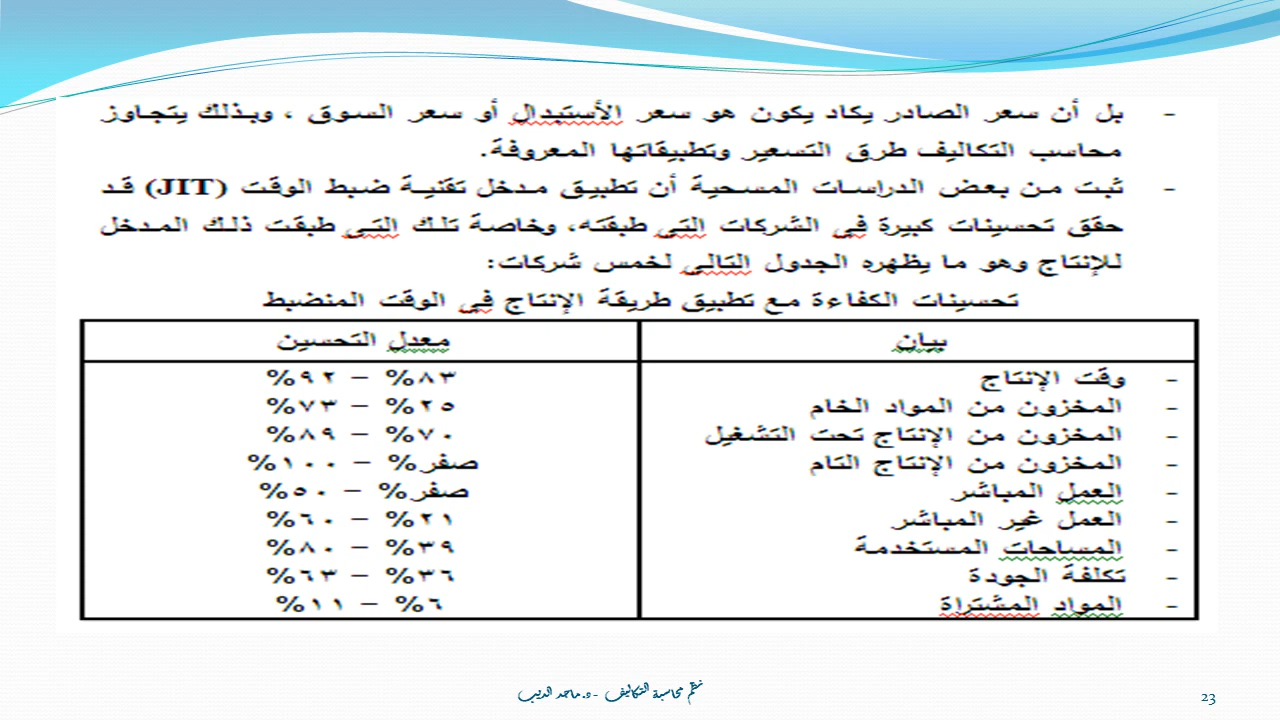 - بل أن سعر الصادر يكاد يكون هو سعر الأستبدال أو سعر السوق ، وبذلك يتجاوز
محاسب التكاليف طرق التسعير وتطبيقاتها المعروفة.
- ثبت من بعض الدراسات المسحية أن تطبيق مدخل تقنية ضبط الوقت (JIT) قد
حقق تحسينات كبيرة في الشركات التي طبقته، وخاصة تلك التي طبقت ذلك المدخل
للإنتاج وهو ما يظهره الجدول التالي لخمس شركات:
تحسينات الكفاءة مع تطبيق طريقة الإنتاج في الوقت المنضبط
بيان معدل التحسين
- وقت الإنتاج ٨٣% – ٩٢%
- المخزون من المواد الخام ٢٥% – ٧٣%
- المخزون من الإنتاج تحت التشغيل ٧٠% – ٨٩%
- المخزون من الإنتاج التام صفر% – ١٠٠%
- العمل المباشر صفر% – ٥٠%
- العمل غير المباشر ٢١% – ٦٠%
- المساحات المستخدمة ٣٩% – ٨٠%
- تكلفة الجودة ٣٦% – ٦٣%
- المواد المشتراة ٦% – ١١%
نظم محاسبة التكاليف - د. ماجد الديب
23